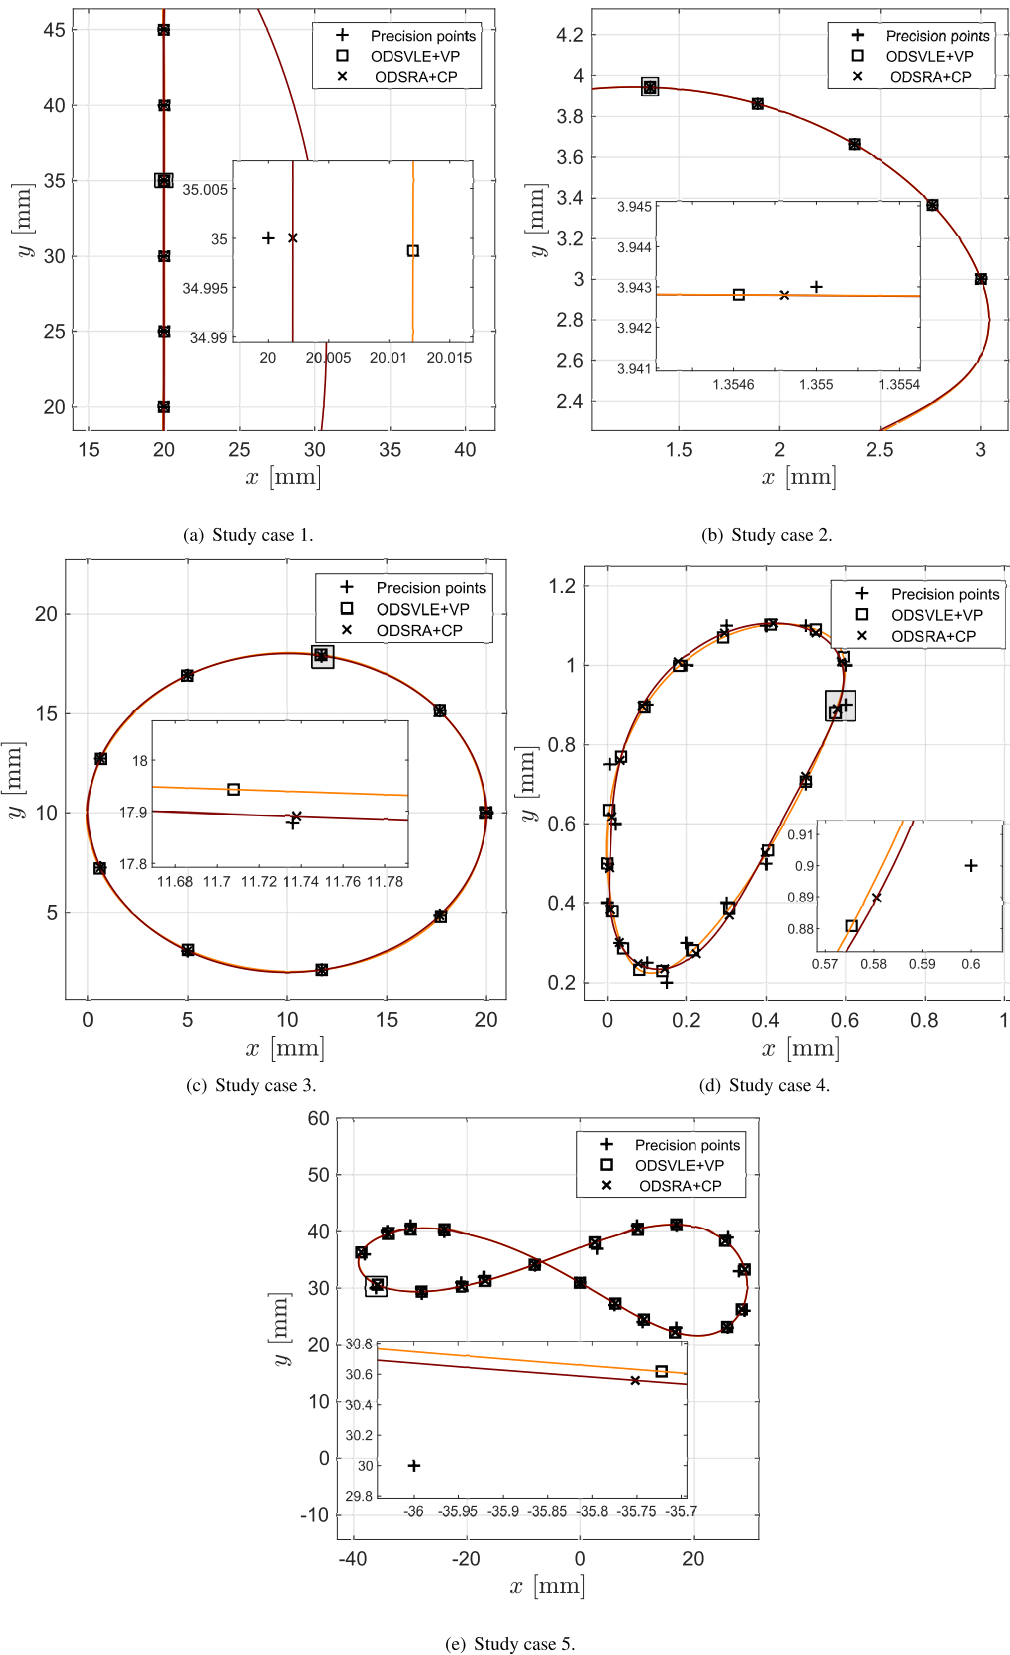 45
40
35
30
25
20
15 20 25 30 35 40
y [mm]
x [mm]
Precision points
ODSVLE+VP
ODSRA+CP
35.005
35
34.995
34.99
20 20.005 20.01 20.015
(a) Study case 1.
4.2
4
3.8
3.6
3.4
3.2
3
2.8
2.6
2.4
1.5 2 2.5 3
y [mm]
x [mm]
Precision points
ODSVLE+VP
ODSRA+CP
3.945
3.944
3.943
3.942
3.941
1.3546 1.355 1.3554
(b) Study case 2.
20
15
10
5
0 5 10 15 20
y [mm]
x [mm]
Precision points
ODSVLE+VP
ODSRA+CP
18
17.9
17.8
11.68 11.7 11.72 11.74 11.76 11.78
(c) Study case 3.
1.2
1
0.8
0.6
0.4
0.2
0 0.2 0.4 0.6 0.8 1
y [mm]
x [mm]
Precision points
ODSVLE+VP
ODSRA+CP
0.91
0.9
0.89
0.88
0.57 0.58 0.59 0.6
(d) Study case 4.
60
50
40
30
20
10
0
-10
-40 -20 0 20
y [mm]
x [mm]
Precision points
ODSVLE+VP
ODSRA+CP
30.8
30.6
30.4
30.2
30
29.8
-36 -35.95 -35.9 -35.85 -35.8 -35.75 -35.7
(e) Study case 5.